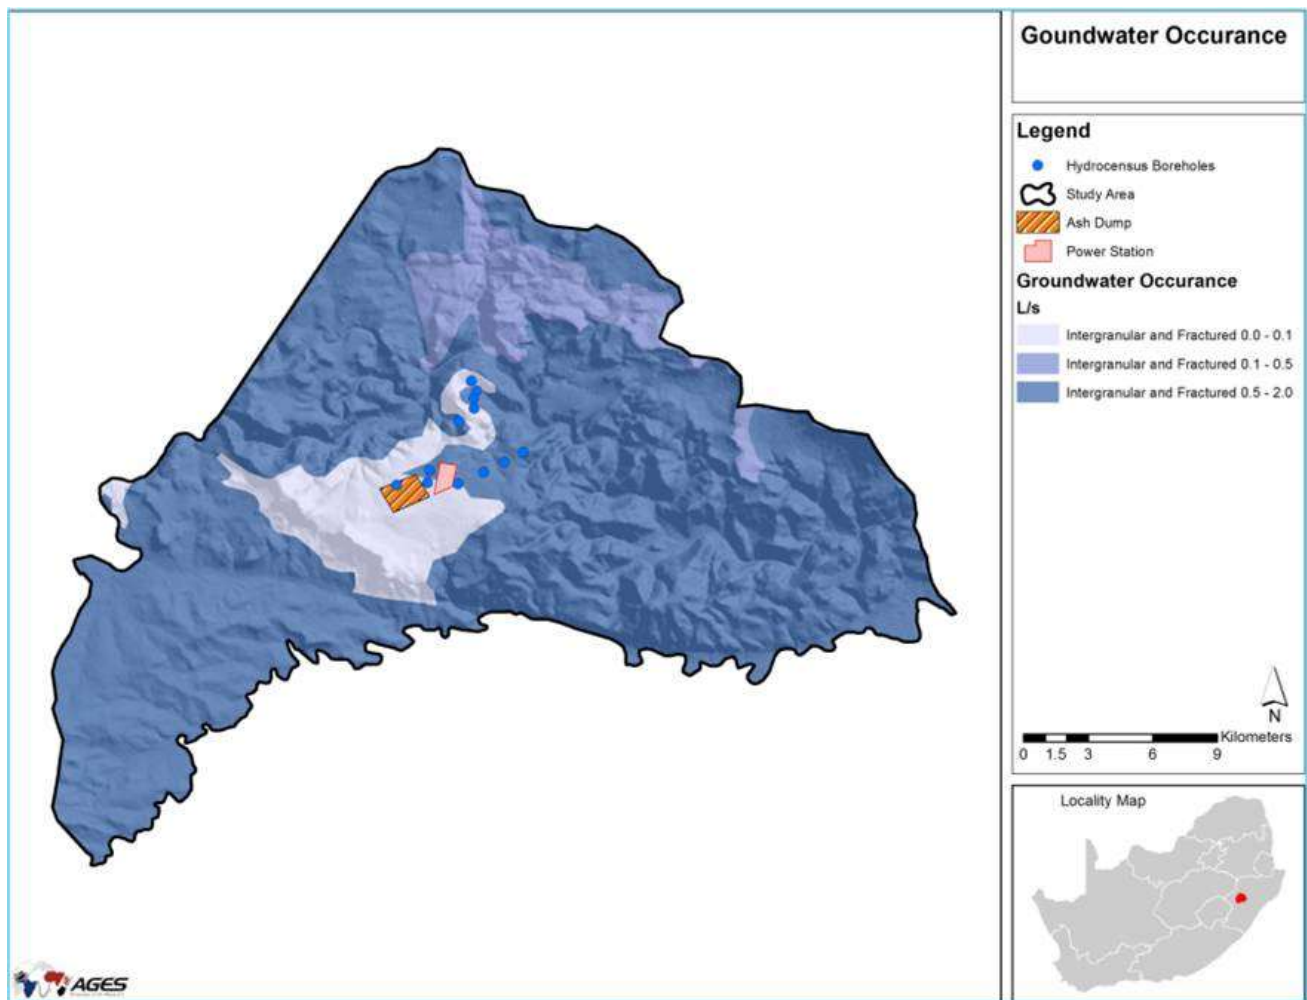 Goundwater Occurance
Legend
Hydrocensus Boreholes
Study Area
Ash Dump
Power Station
Groundwater Occurance
L/s
Intergranular and Fractured 0.0 - 0.1
Intergranular and Fractured 0.1 - 0.5
Intergranular and Fractured 0.5 - 2.0
N
Kilometers
0 1.5 3 6 9
Locality Map
AGES